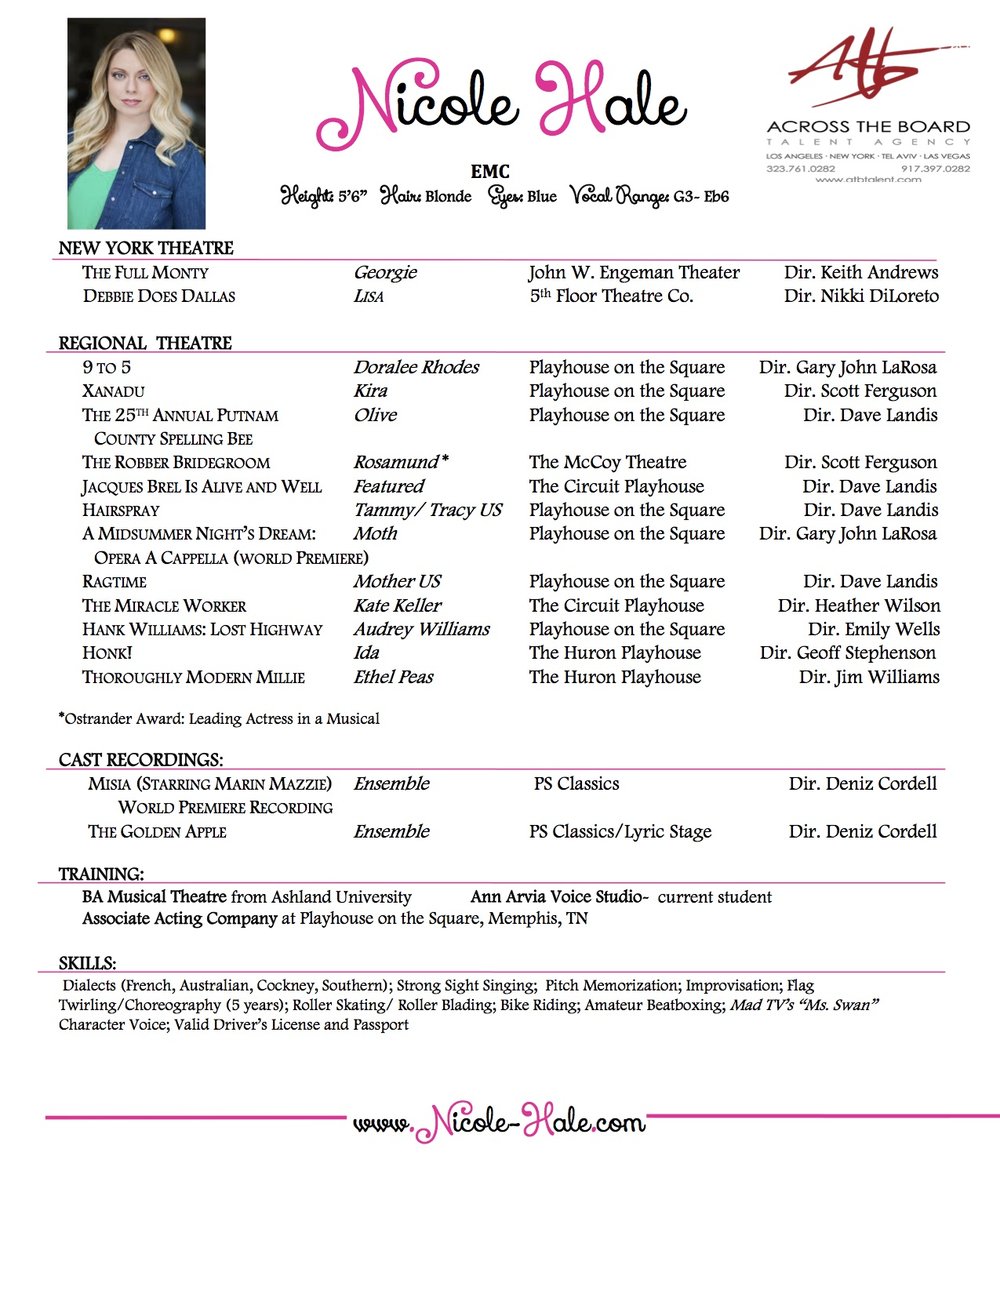 Nicole Hale
Atb
ACROSS THE BOARD
TALENT AGENCY
LOS ANGELES · NEW YORK · TEL AVIV · LAS VEGAS
323.761.0282 917.397.0282
www.atbtalent.com
EMC
Height: 5'6" Hair: Blonde Eyes: Blue Vocal Range: G3- Eb6
NEW YORK THEATRE
THE FULL MONTY Georgie John W. Engeman Theater Dir. Keith Andrews
DEBBIE DOES DALLAS LISA 5th Floor Theatre Co. Dir. Nikki DiLoreto
REGIONAL THEATRE
9 TO 5 Doralee Rhodes Playhouse on the Square Dir. Gary John LaRosa
XANADU Kira Playhouse on the Square Dir. Scott Ferguson
THE 25TH ANNUAL PUTNAM Olive Playhouse on the Square Dir. Dave Landis
COUNTY SPELLING BEE
THE ROBBER BRIDEGROOM Rosamund* The McCoy Theatre Dir. Scott Ferguson
JACQUES BREL IS ALIVE AND WELL Featured The Circuit Playhouse Dir. Dave Landis
HAIRSPRAY Tammy/ Tracy US Playhouse on the Square Dir. Dave Landis
A MIDSUMMER NIGHT'S DREAM: Moth Playhouse on the Square Dir. Gary John LaRosa
OPERA A CAPPELLA (WORLD PREMIERE)
RAGTIME Mother US Playhouse on the Square Dir. Dave Landis
THE MIRACLE WORKER Kate Keller The Circuit Playhouse Dir. Heather Wilson
HANK WILLIAMS: LOST HIGHWAY Audrey Williams Playhouse on the Square Dir. Emily Wells
HONK! Ida The Huron Playhouse Dir. Geoff Stephenson
THOROUGHLY MODERN MILLIE Ethel Peas The Huron Playhouse Dir. Jim Williams
*Ostrander Award: Leading Actress in a Musical
CAST RECORDINGS:
MISIA (STARRING MARIN MAZZIE) Ensemble PS Classics Dir. Deniz Cordell
WORLD PREMIERE RECORDING
THE GOLDEN APPLE Ensemble PS Classics/Lyric Stage Dir. Deniz Cordell
TRAINING:
BA Musical Theatre from Ashland University Ann Arvia Voice Studio- current student
Associate Acting Company at Playhouse on the Square, Memphis, TN
SKILLS:
Dialects (French, Australian, Cockney, Southern); Strong Sight Singing; Pitch Memorization; Improvisation; Flag
Twirling/Choreography (5 years); Roller Skating/ Roller Blading; Bike Riding; Amateur Beatboxing; Mad TV's "Ms. Swan"
Character Voice; Valid Driver's License and Passport
www.Nicole-Hale.com